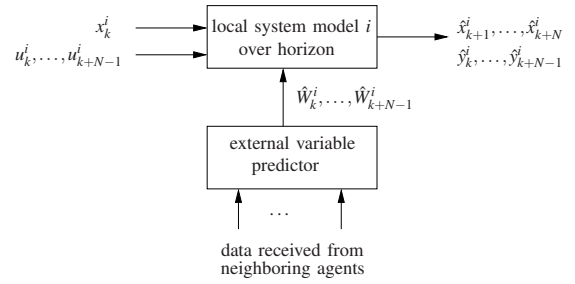 x_k^i
u_k^i,...,u_{k+N-1}^i
local system model i
over horizon
x̂_{k+1}^i,...,x̂_{k+N}^i
ŷ_k^i,...,ŷ_{k+N-1}^i
Ŵ_k^i,...,Ŵ_{k+N-1}^i
external variable
predictor
...
data received from
neighboring agents